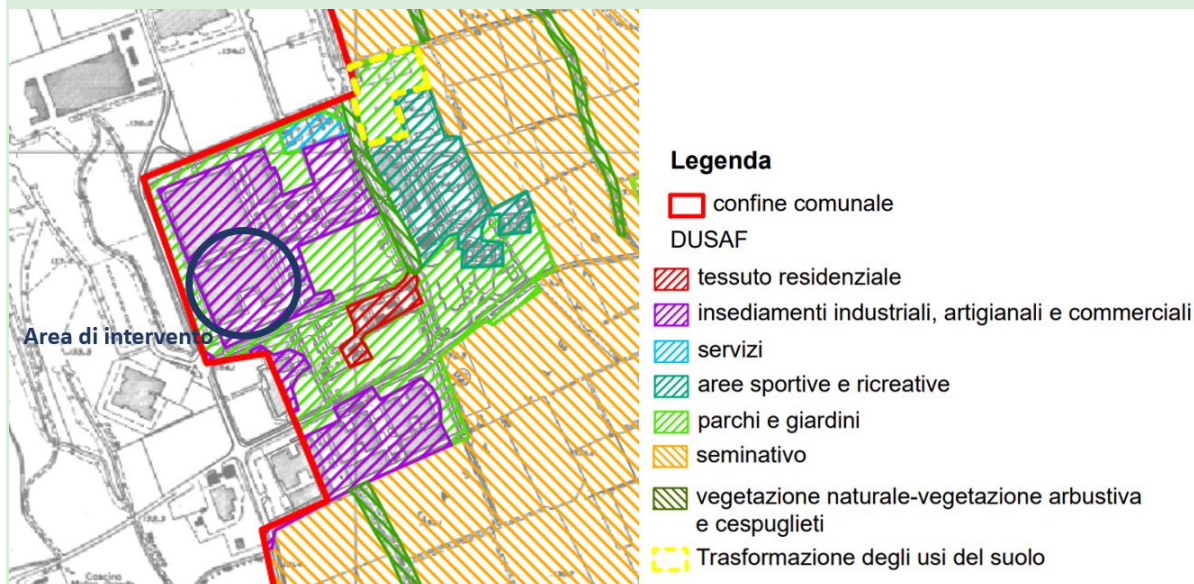 Area di intervento
Cascina
Legenda
confine comunale
DUSAF
tessuto residenziale
insediamenti industriali, artigianali e commerciali
servizi
aree sportive e ricreative
parchi e giardini
seminativo
vegetazione naturale-vegetazione arbustiva
e cespuglieti
Trasformazione degli usi del suolo